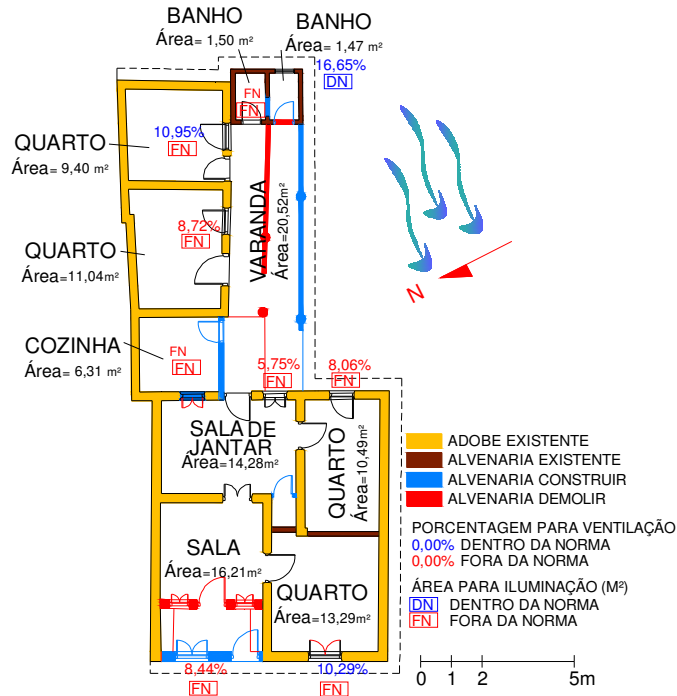 BANHO
Área= 1,50 m²
BANHO
Área= 1,47 m²
16,65%
DN
FN
FN
QUARTO
Área= 9,40 m²
10,95%
FN
VARANDA
Área=20,52m²
QUARTO
Área=11,04m²
8,72%
FN
N
COZINHA
Área= 6,31 m²
FN
FN
5,75%
FN
8,06%
FN
SALA DE
JANTAR
Área=14,28m²
QUARTO
Área=10,49m²
SALA
Área=16,21m²
QUARTO
Área=13,29m²
8,44%
FN
10,29%
FN
ADOBE EXISTENTE
ALVENARIA EXISTENTE
ALVENARIA CONSTRUIR
ALVENARIA DEMOLIR
PORCENTAGEM PARA VENTILAÇÃO
0,00% DENTRO DA NORMA
0,00% FORA DA NORMA
ÁREA PARA ILUMINAÇÃO (M²)
DN DENTRO DA NORMA
FN FORA DA NORMA
0 1 2 5m